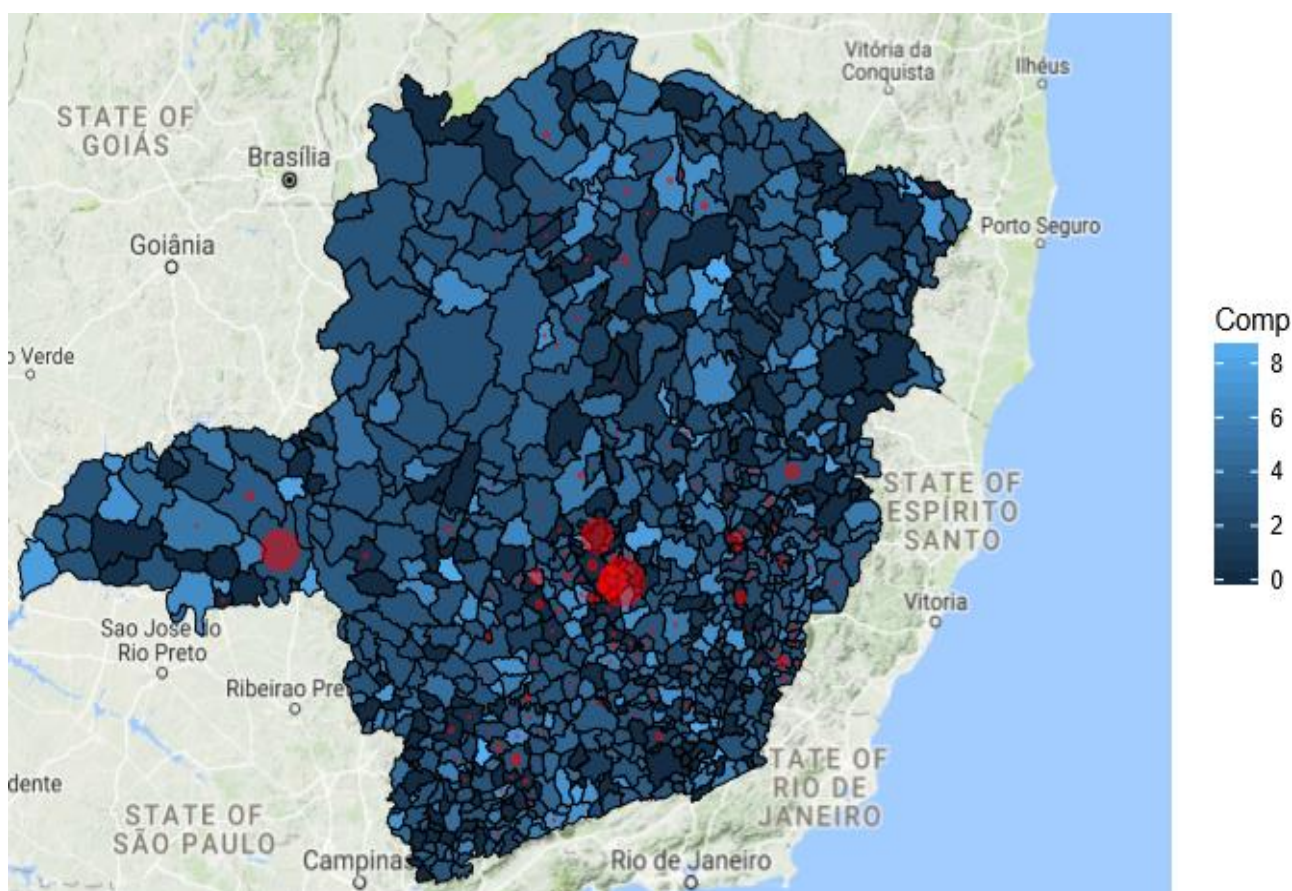 Vitória da
Conquista
Ilhéus
STATE OF
GOIÁS
Brasília
Porto Seguro
Goiânia
Comp
8
6
4
2
0
o Verde
STATE OF
ESPÍRITO
SANTO
Vitoria
Sao José do
Rio Preto
Ribeirao Pre
TATE OF
RIO DE
JANEIRO
dente
STATE OF
SÃO PAULO
Campinas
Rio de Janeiro